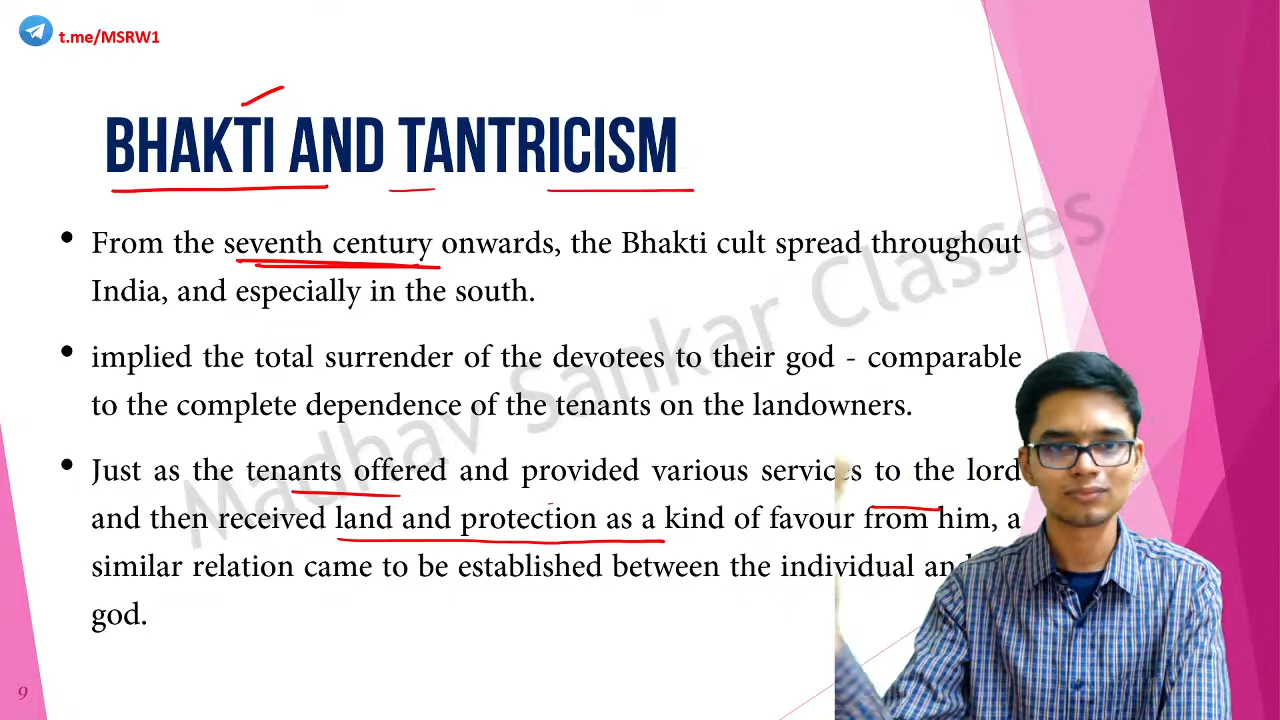 t.me/MSRW1
BHAKTI AND TANTRICISM
• From the seventh century onwards, the Bhakti cult spread throughout
India, and especially in the south.
• implied the total surrender of the devotees to their god - comparable
to the complete dependence of the tenants on the landowners.
• Just as the tenants offered and provided various services to the lord
and then received land and protection as a kind of favour from him, a
similar relation came to be established between the individual
god.
Madhav Sankar Classes
9